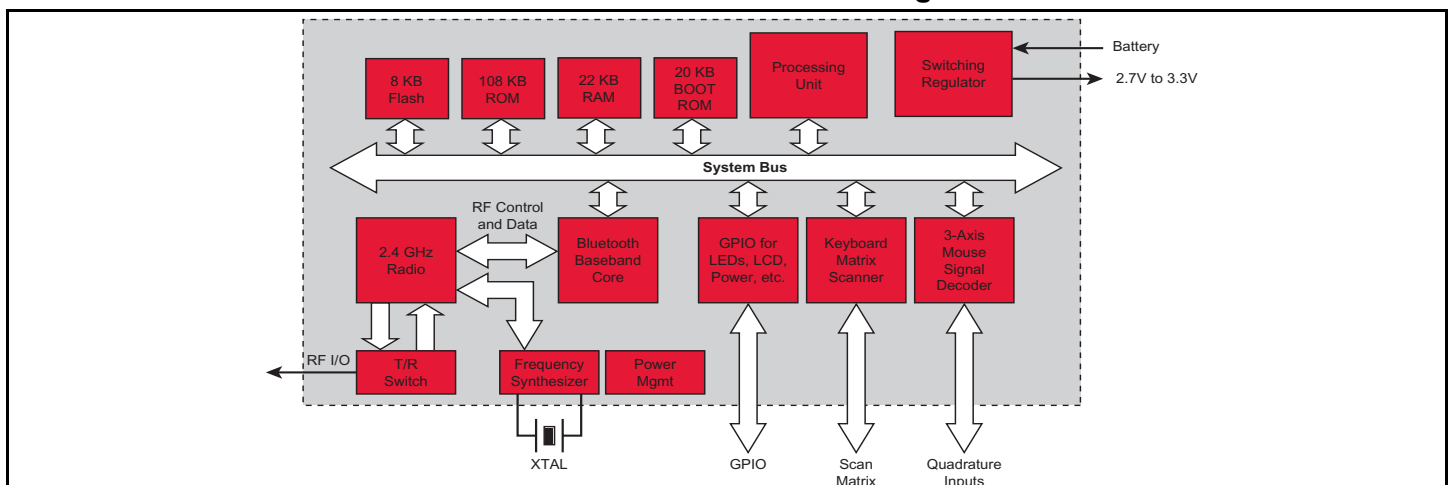 8 KB
Flash
108 KB
ROM
22 KB
RAM
20 KB
BOOT
ROM
Processing
Unit
Switching
Regulator
Battery
2.7V to 3.3V
System Bus
RF Control
and Data
2.4 GHz
Radio
Bluetooth
Baseband
Core
GPIO for
LEDs, LCD,
Power, etc.
Keyboard
Matrix
Scanner
3-Axis
Mouse
Signal
Decoder
RF I/O
T/R
Switch
Frequency
Synthesizer
Power
Mgmt
XTAL
GPIO
Scan
Matrix
Quadrature
Inputs